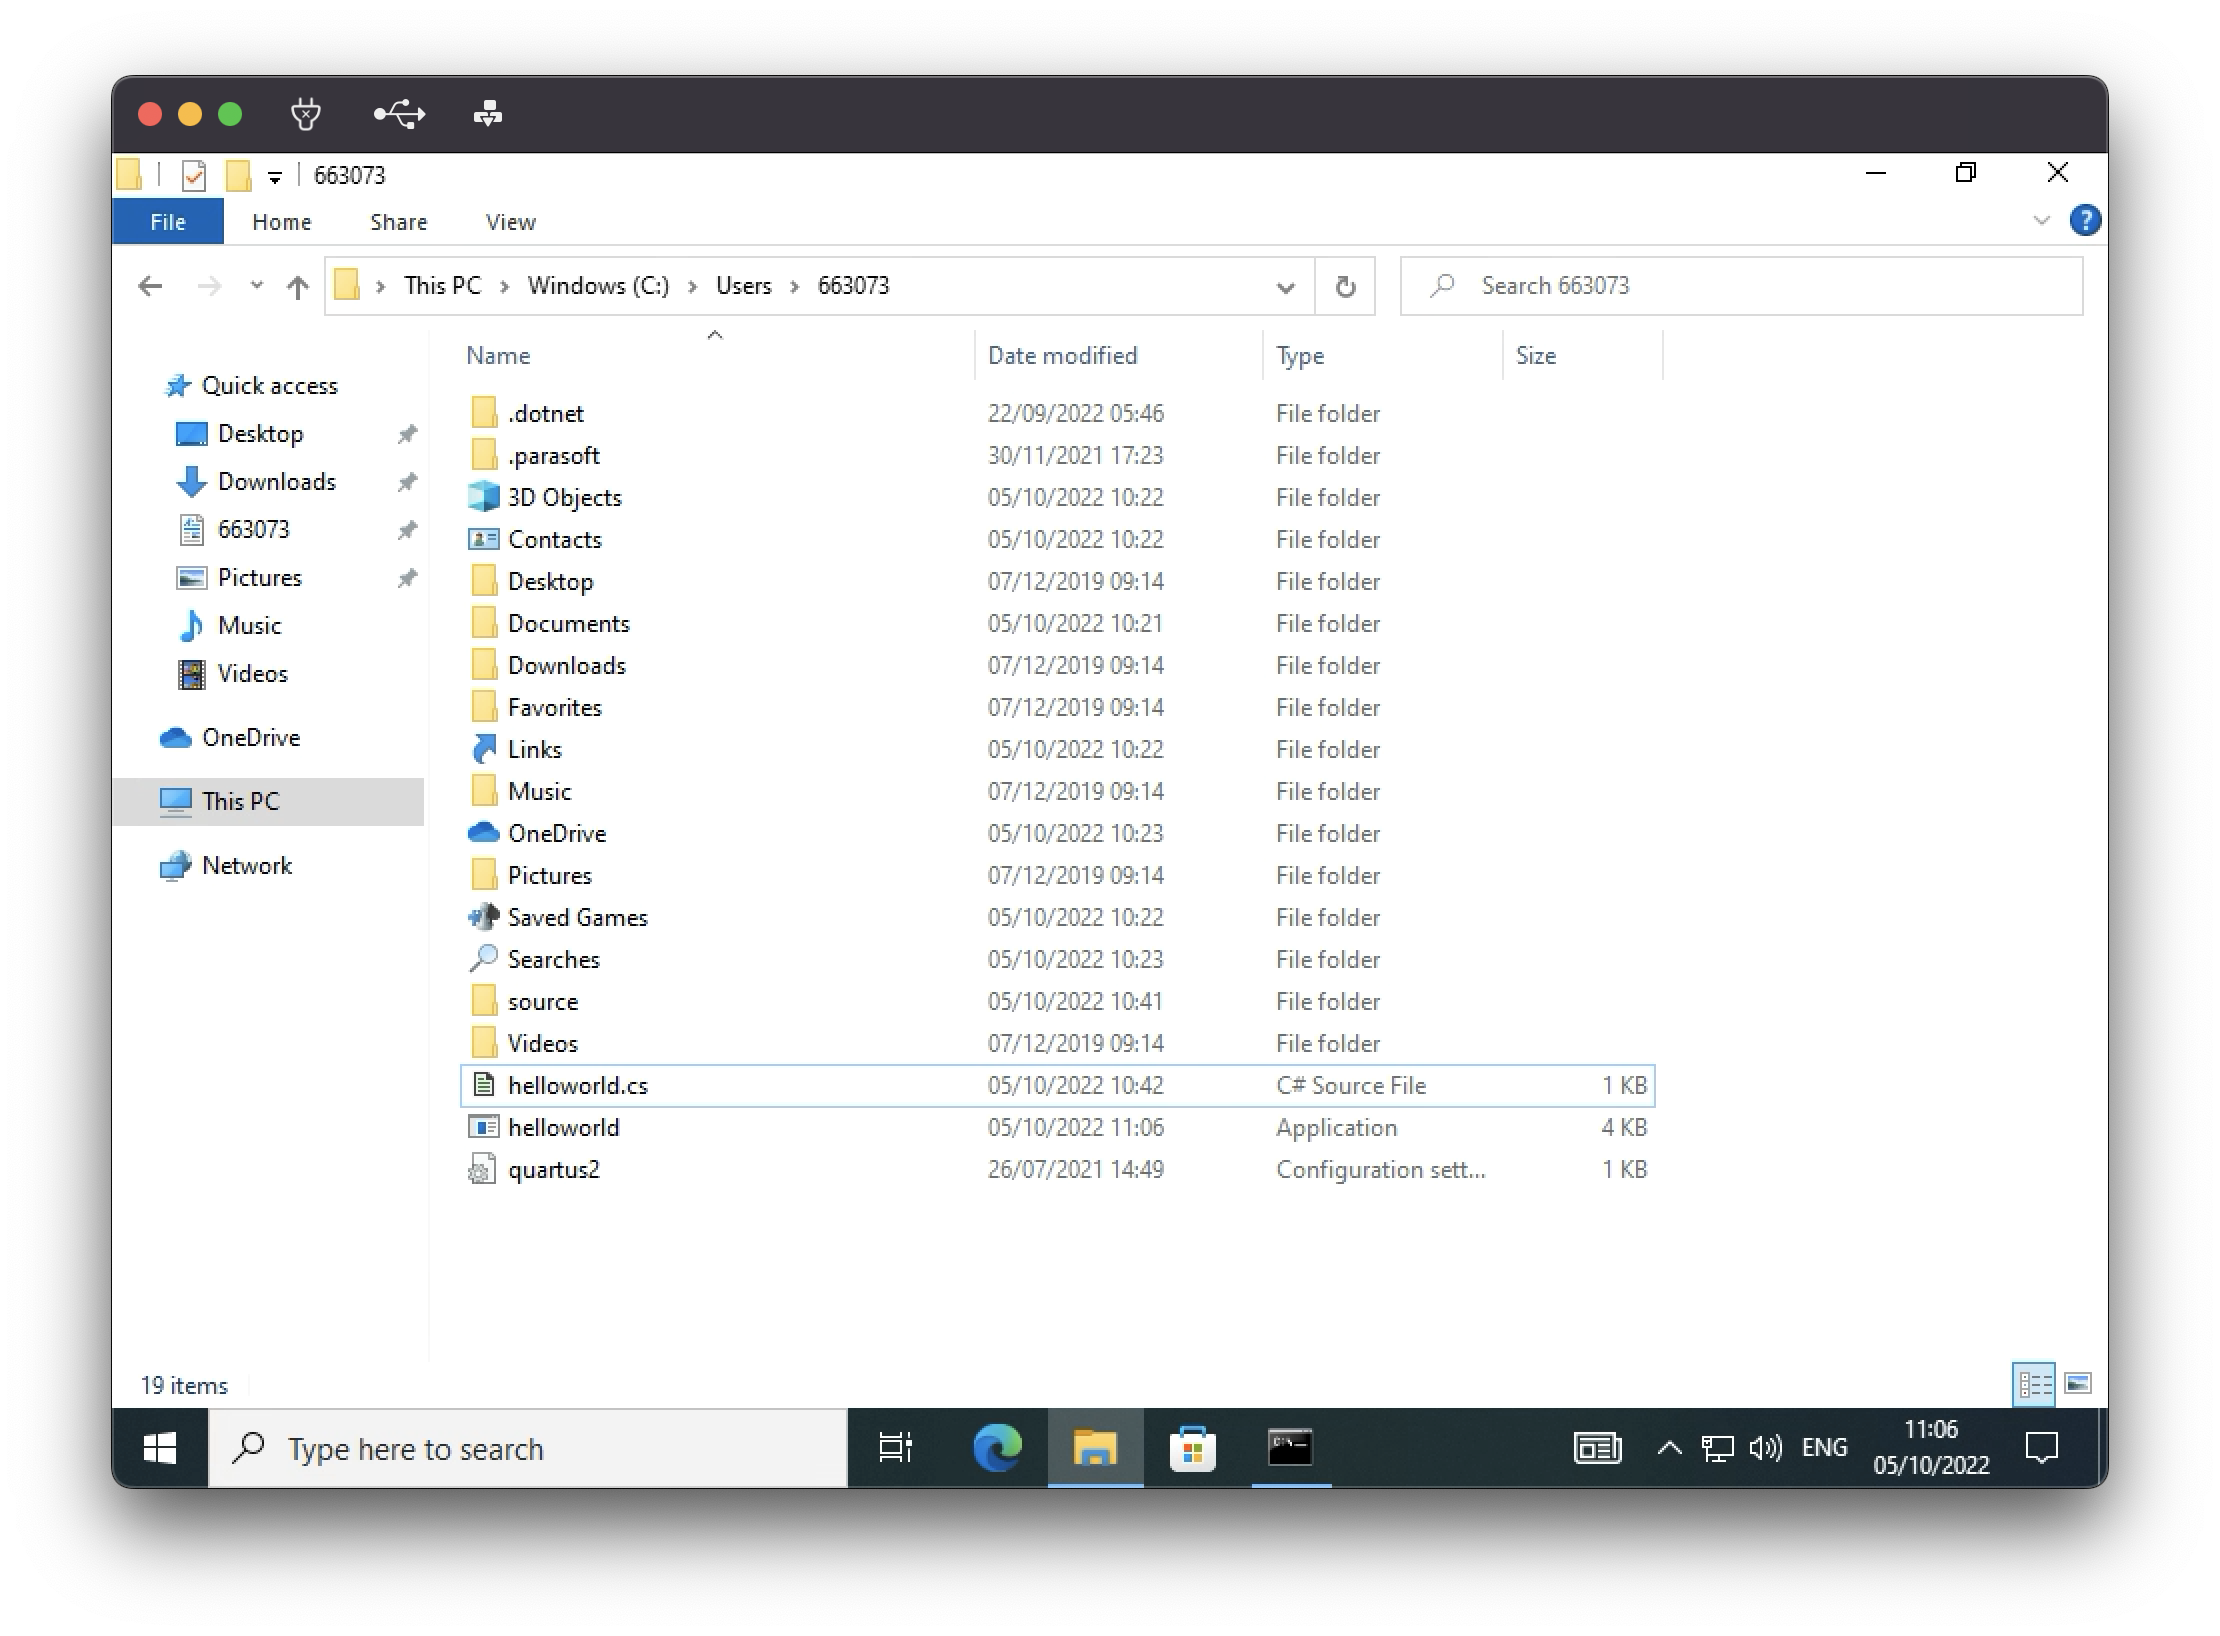 663073
File Home Share View
This PC Windows (C:) Users 663073
Search 663073
Name Date modified Type Size
Quick access
Desktop
Downloads
663073
Pictures
Music
Videos
OneDrive
This PC
Network
.dotnet 22/09/2022 05:46 File folder
.parasoft 30/11/2021 17:23 File folder
3D Objects 05/10/2022 10:22 File folder
Contacts 05/10/2022 10:22 File folder
Desktop 07/12/2019 09:14 File folder
Documents 05/10/2022 10:21 File folder
Downloads 07/12/2019 09:14 File folder
Favorites 07/12/2019 09:14 File folder
Links 05/10/2022 10:22 File folder
Music 07/12/2019 09:14 File folder
OneDrive 05/10/2022 10:23 File folder
Pictures 07/12/2019 09:14 File folder
Saved Games 05/10/2022 10:22 File folder
Searches 05/10/2022 10:23 File folder
source 05/10/2022 10:41 File folder
Videos 07/12/2019 09:14 File folder
helloworld.cs 05/10/2022 10:42 C# Source File 1 KB
helloworld 05/10/2022 11:06 Application 4 KB
quartus2 26/07/2021 14:49 Configuration sett... 1 KB
19 items
Type here to search
ENG
11:06
05/10/2022